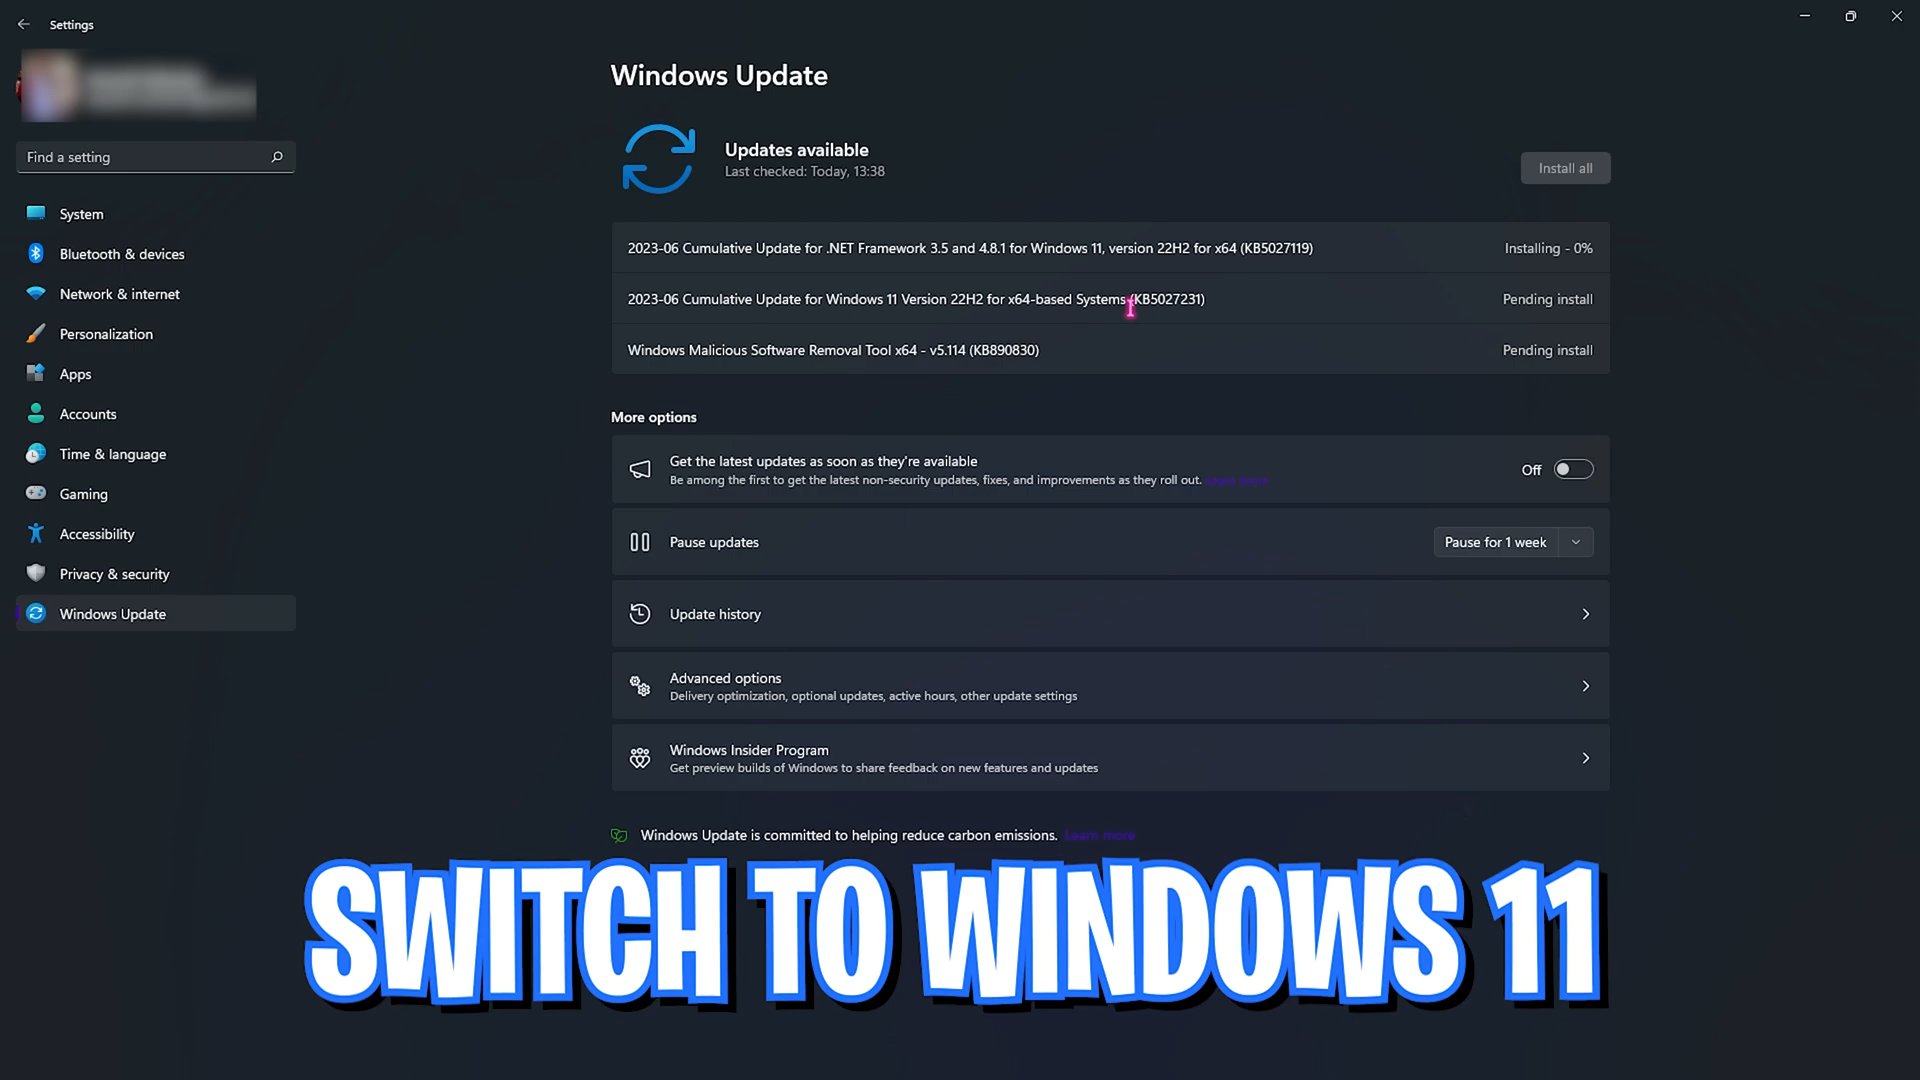 Settings
Find a setting
System
Bluetooth & devices
Network & internet
Personalization
Apps
Accounts
Time & language
Gaming
Accessibility
Privacy & security
Windows Update
Windows Update
Updates available
Last checked: Today, 13:38
Install all
2023-06 Cumulative Update for .NET Framework 3.5 and 4.8.1 for Windows 11, version 22H2 for x64 (KB5027119) Installing - 0%
2023-06 Cumulative Update for Windows 11 Version 22H2 for x64-based Systems (KB5027231) Pending install
Windows Malicious Software Removal Tool x64 - v5.114 (KB890830) Pending install
More options
Get the latest updates as soon as they're available
Be among the first to get the latest non-security updates, fixes, and improvements as they roll out. Learn more
Off
Pause updates Pause for 1 week
Update history
Advanced options
Delivery optimization, optional updates, active hours, other update settings
Windows Insider Program
Get preview builds of Windows to share feedback on new features and updates
Windows Update is committed to helping reduce carbon emissions. Learn more
SWITCH TO WINDOWS 11